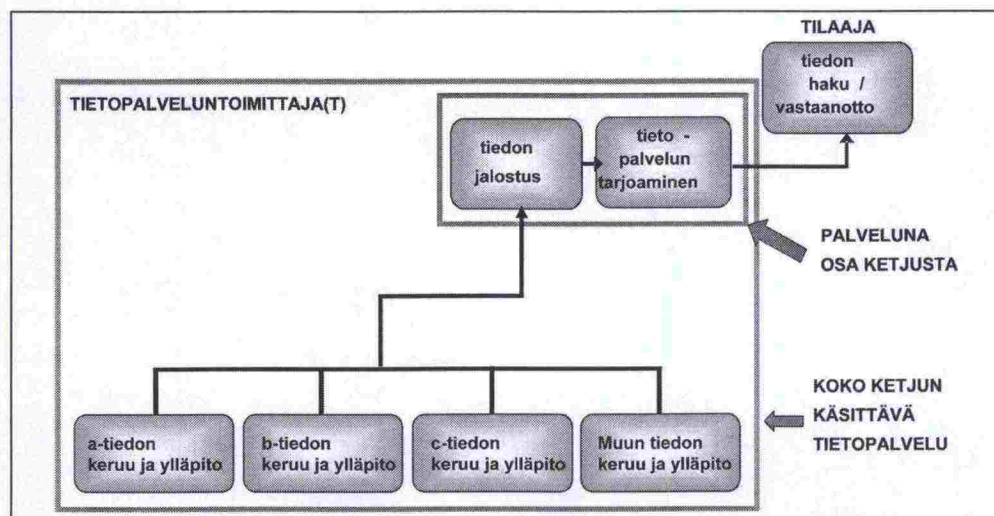 TILAAJA
tiedon
haku /
vastaanotto
TIETOPALVELUNTOIMITTAJA(T)
tiedon
jalostus
tieto -
palvelun
tarjoaminen
PALVELUNA
OSA KETJUSTA
KOKO KETJUN
KÄSITTÄVÄ
TIETOPALVELU
a-tiedon
keruu ja ylläpito
b-tiedon
keruu ja ylläpito
c-tiedon
keruu ja ylläpito
Muun tiedon
keruu ja ylläpito